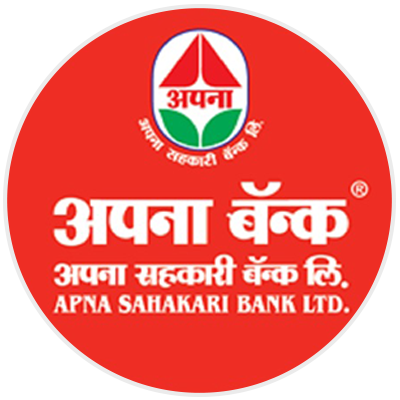 अपना
अपना सहकारी बॅन्क लि.
अपना बॅन्क ®
अपना सहकारी बॅन्क लि.
APNA SAHAKARI BANK LTD.